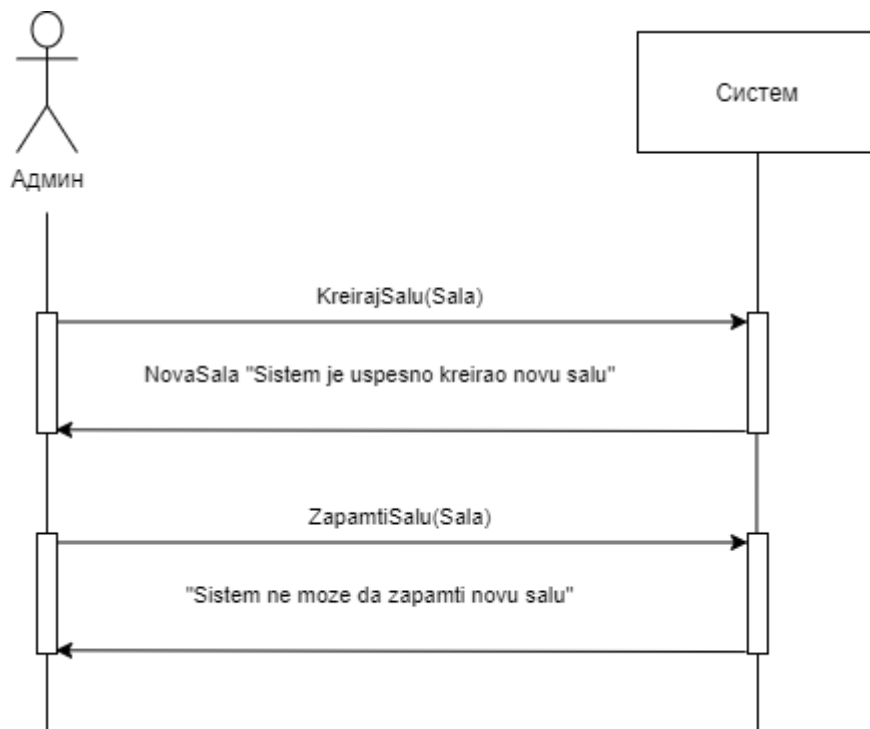 Систем
Админ
KreirajSalu(Sala)
NovaSala "Sistem je uspesno kreirao novu salu"
ZapamtiSalu(Sala)
"Sistem ne moze da zapamti novu salu"